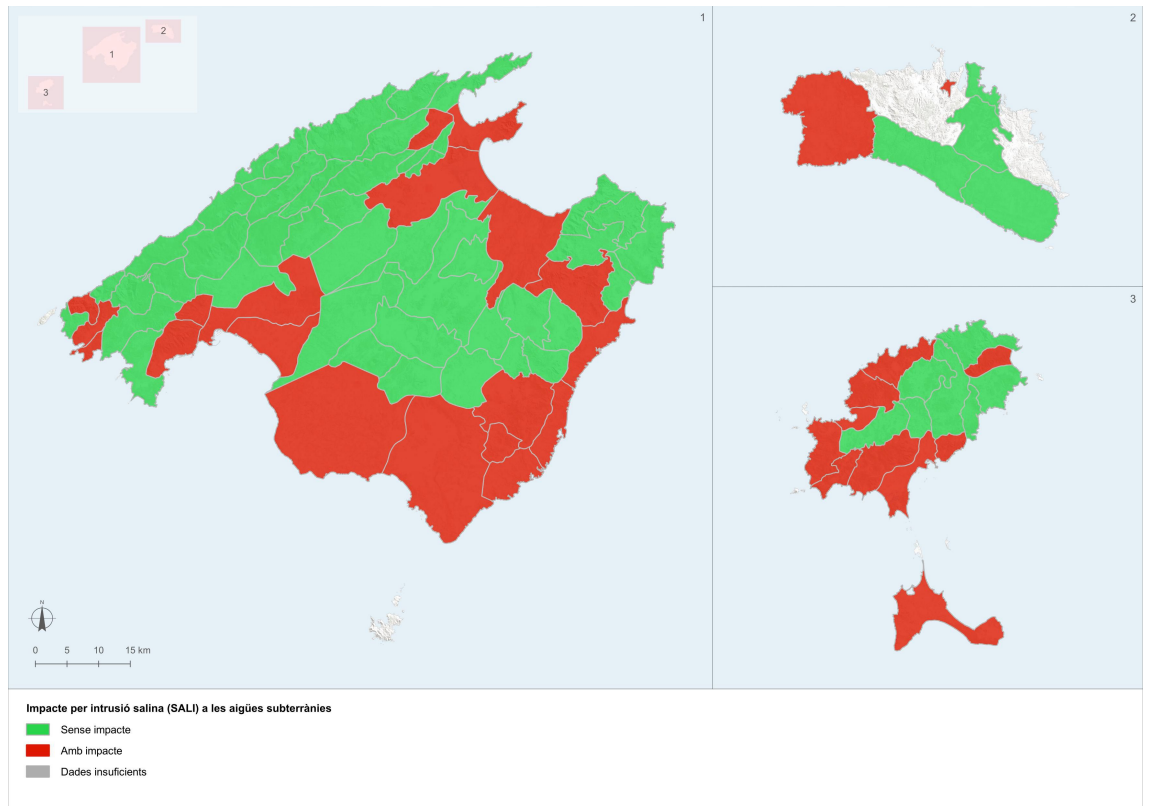 1
2
3
1
2
3
N
0 5 10 15 km
Impacte per intrusió salina (SALI) a les aigües subterrànies
Sense impacte
Amb impacte
Dades insuficients